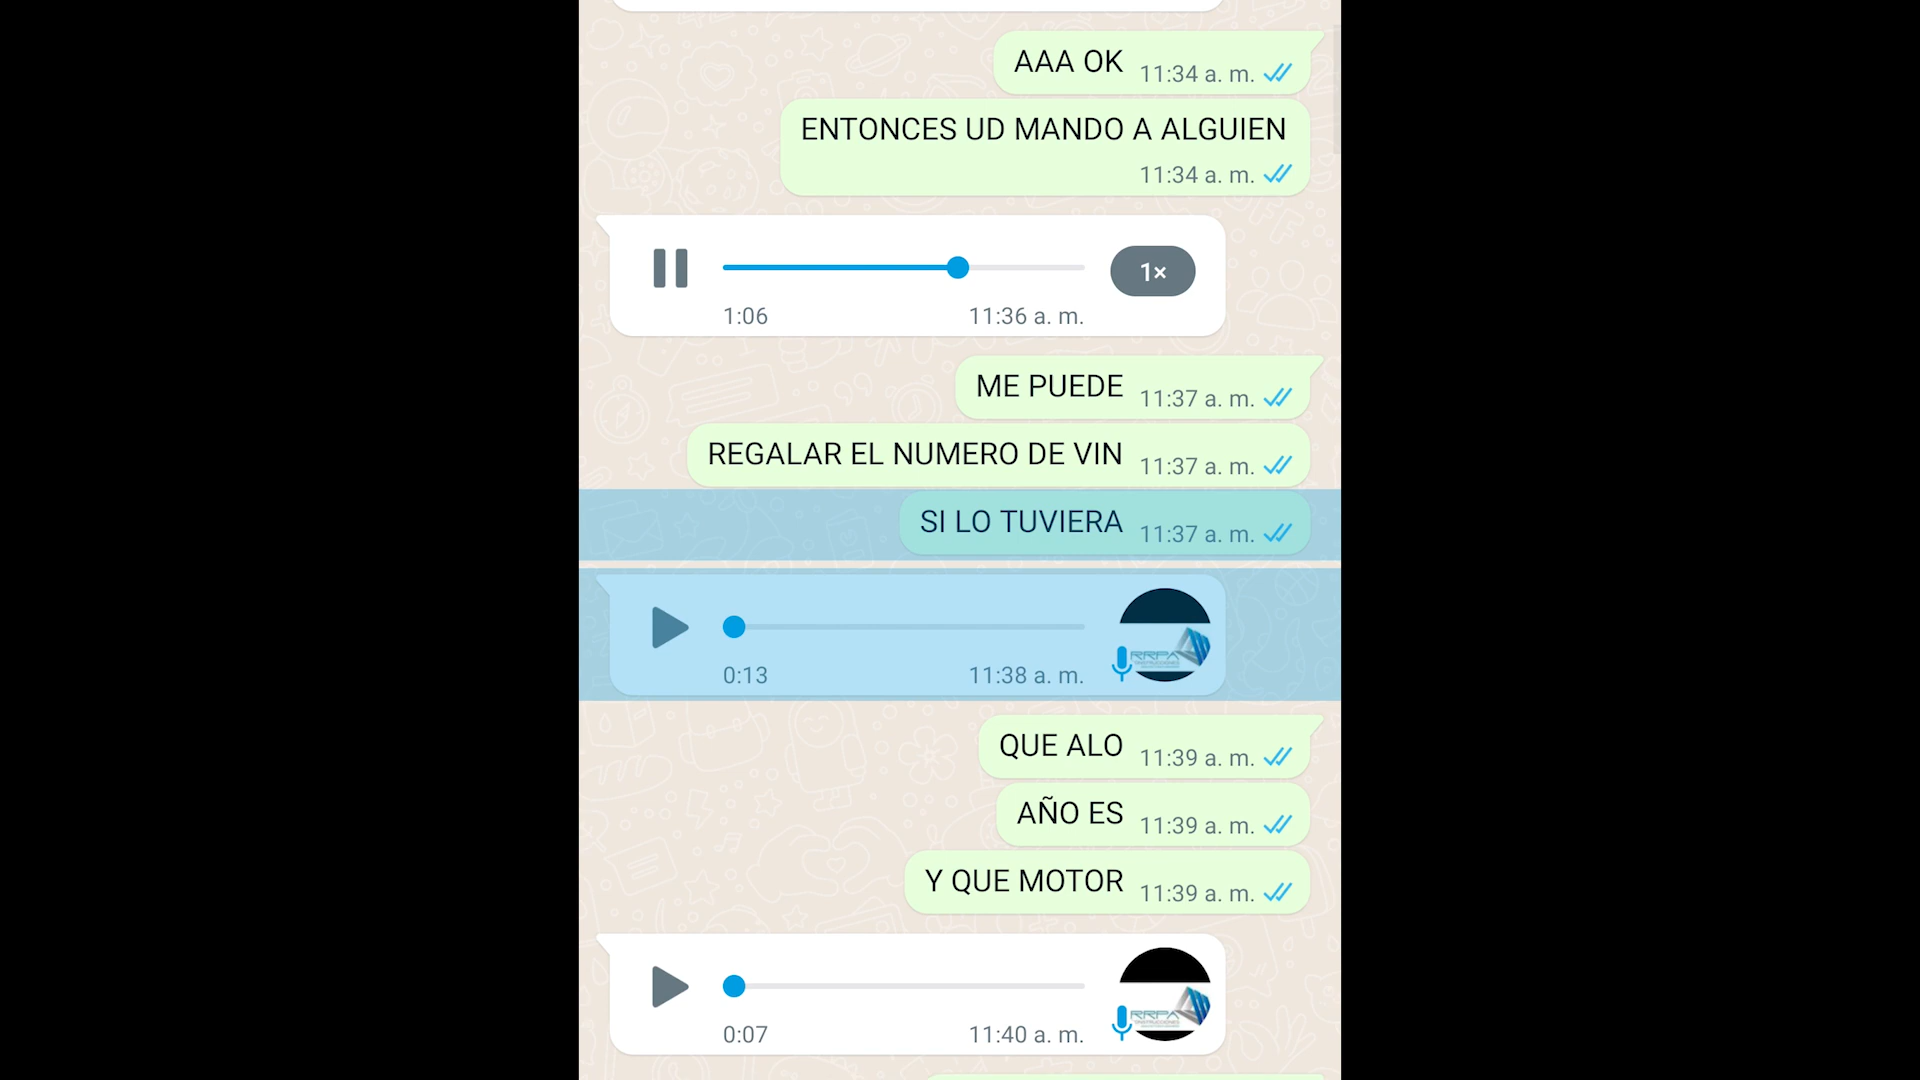 AAA OK 11:34 a. m.
ENTONCES UD MANDO A ALGUIEN
11:34 a. m.
1×
1:06 11:36 a. m.
ME PUEDE 11:37 a. m.
REGALAR EL NUMERO DE VIN 11:37 a. m.
SI LO TUVIERA 11:37 a. m.
RRPA
0:13 11:38 a. m.
QUE ALO 11:39 a. m.
AÑO ES 11:39 a. m.
Y QUE MOTOR 11:39 a. m.
RRPA
0:07 11:40 a. m.